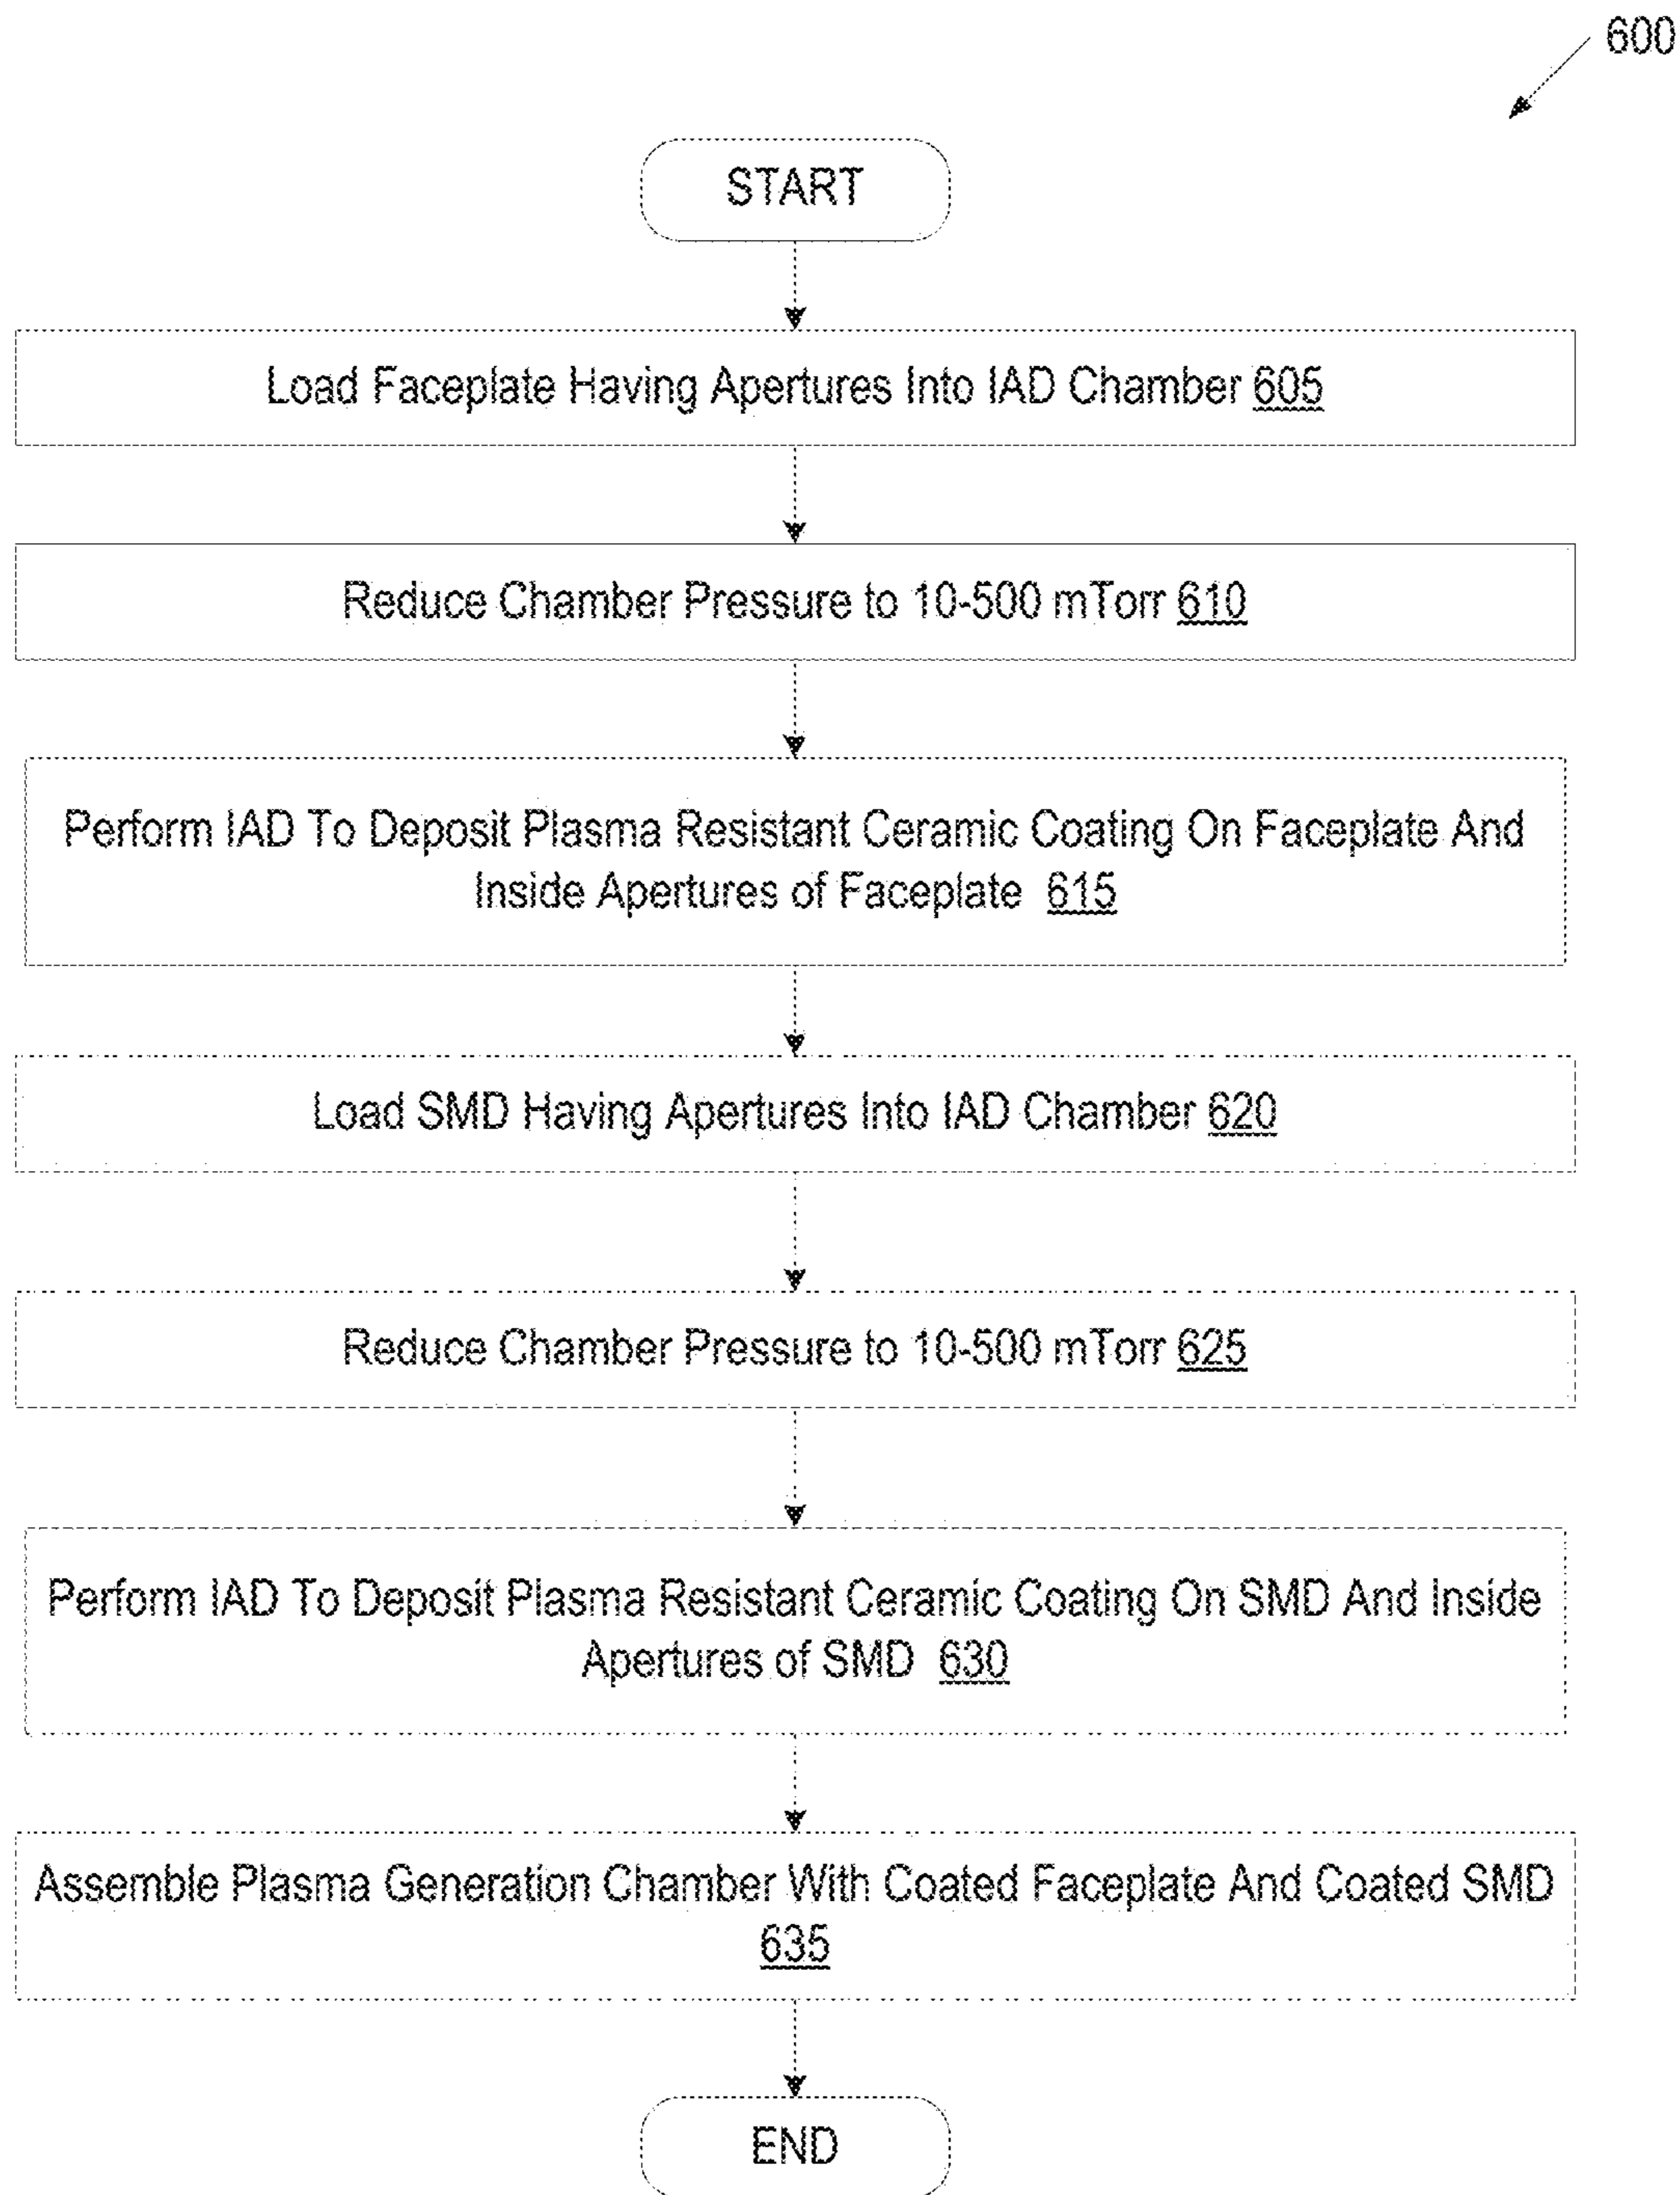 600
START
Load Faceplate Having Apertures Into IAD Chamber 605
Reduce Chamber Pressure to 10-500 mTorr 610
Perform IAD To Deposit Plasma Resistant Ceramic Coating On Faceplate And
Inside Apertures of Faceplate 615
Load SMD Having Apertures Into IAD Chamber 620
Reduce Chamber Pressure to 10-500 mTorr 625
Perform IAD To Deposit Plasma Resistant Ceramic Coating On SMD And Inside
Apertures of SMD 630
Assemble Plasma Generation Chamber With Coated Faceplate And Coated SMD
635
END